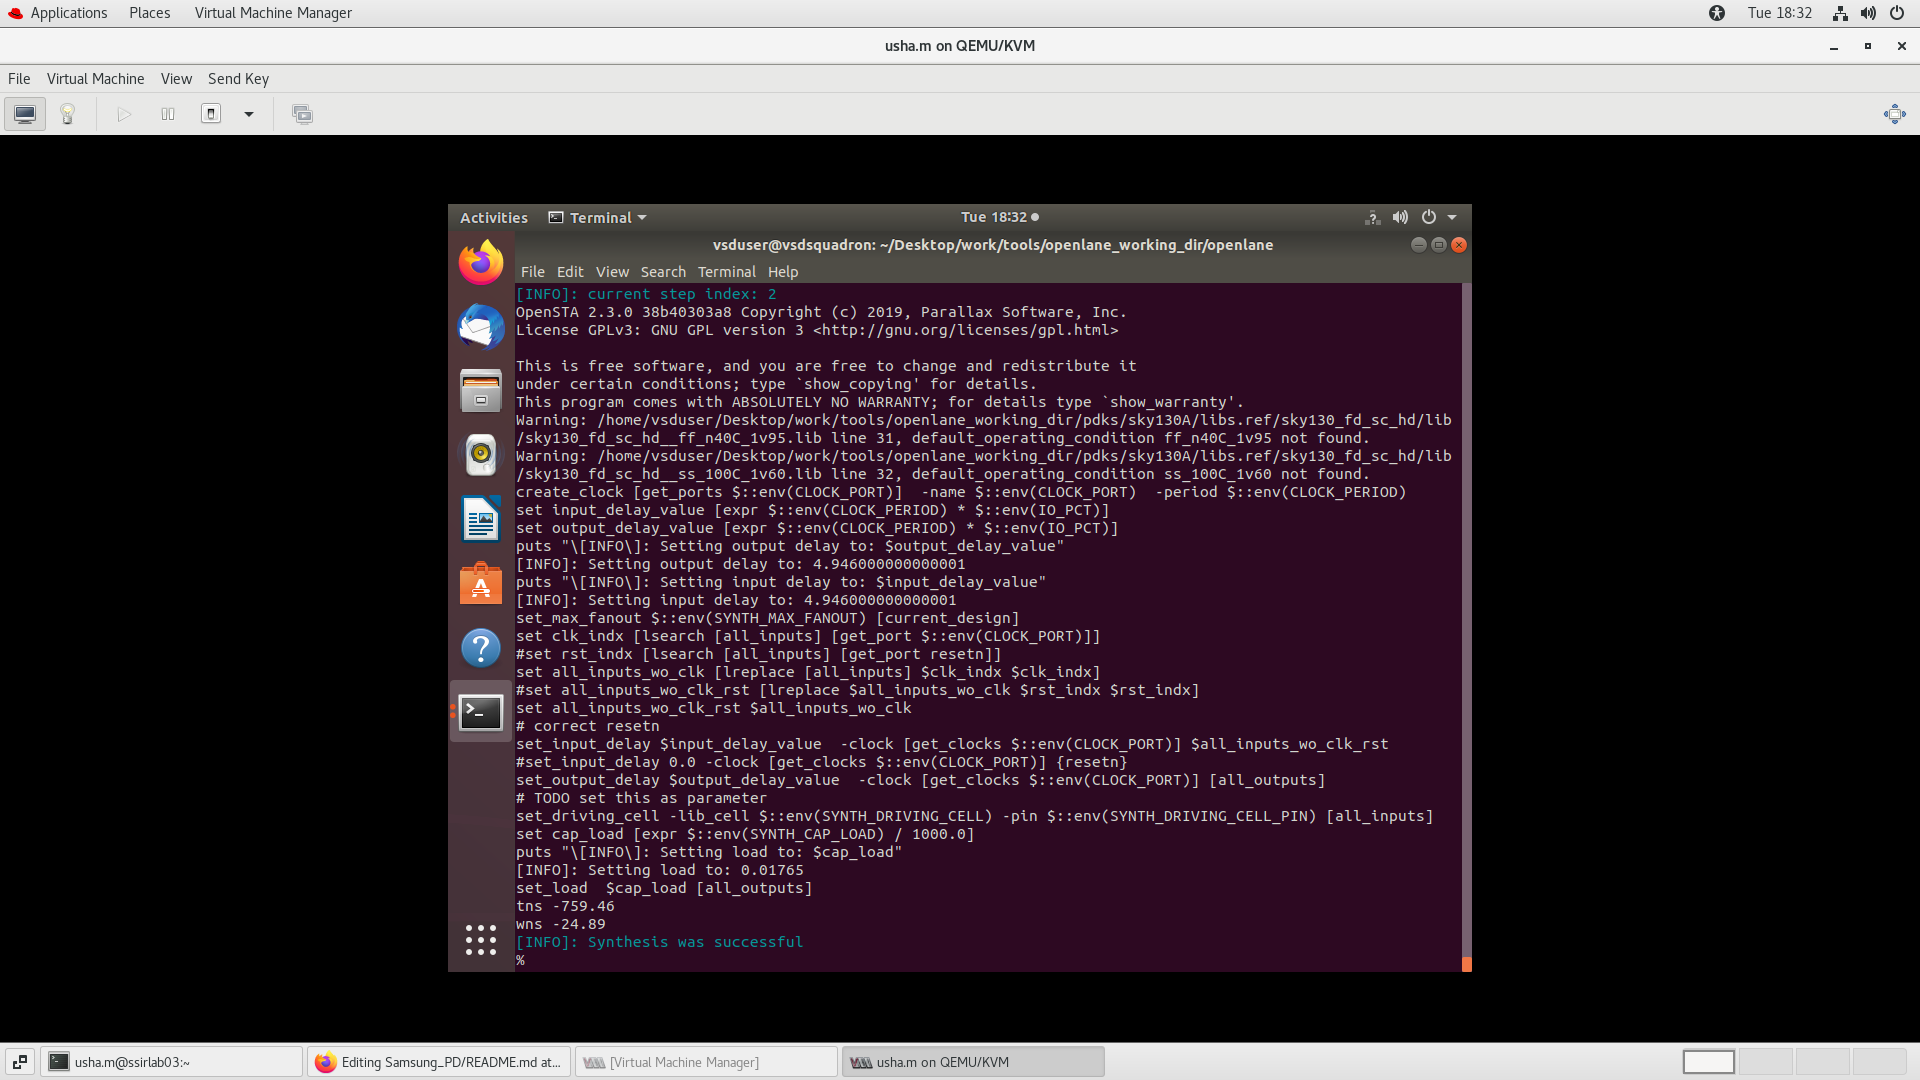 Applications Places Virtual Machine Manager Tue 18:32
usha.m on QEMU/KVM
File Virtual Machine View Send Key
Activities Terminal Tue 18:32
vsduser@vsdsquadron: ~/Desktop/work/tools/openlane_working_dir/openlane
File Edit View Search Terminal Help
[INFO]: current step index: 2
OpenSTA 2.3.0 38b40303a8 Copyright (c) 2019, Parallax Software, Inc.
License GPLv3: GNU GPL version 3 <http://gnu.org/licenses/gpl.html>
This is free software, and you are free to change and redistribute it
under certain conditions; type `show_copying' for details.
This program comes with ABSOLUTELY NO WARRANTY; for details type `show_warranty'.
Warning: /home/vsduser/Desktop/work/tools/openlane_working_dir/pdks/sky130A/libs.ref/sky130_fd_sc_hd/lib
/sky130_fd_sc_hd__ff_n40C_1v95.lib line 31, default_operating_condition ff_n40C_1v95 not found.
Warning: /home/vsduser/Desktop/work/tools/openlane_working_dir/pdks/sky130A/libs.ref/sky130_fd_sc_hd/lib
/sky130_fd_sc_hd__ss_100C_1v60.lib line 32, default_operating_condition ss_100C_1v60 not found.
create_clock [get_ports $::env(CLOCK_PORT)]  -name $::env(CLOCK_PORT)  -period $::env(CLOCK_PERIOD)
set input_delay_value [expr $::env(CLOCK_PERIOD) * $::env(IO_PCT)]
set output_delay_value [expr $::env(CLOCK_PERIOD) * $::env(IO_PCT)]
puts "\[INFO\]: Setting output delay to: $output_delay_value"
[INFO]: Setting output delay to: 4.946000000000001
puts "\[INFO\]: Setting input delay to: $input_delay_value"
[INFO]: Setting input delay to: 4.946000000000001
set_max_fanout $::env(SYNTH_MAX_FANOUT) [current_design]
set clk_indx [lsearch [all_inputs] [get_port $::env(CLOCK_PORT)]]
#set rst_indx [lsearch [all_inputs] [get_port resetn]]
set all_inputs_wo_clk [lreplace [all_inputs] $clk_indx $clk_indx]
#set all_inputs_wo_clk_rst [lreplace $all_inputs_wo_clk $rst_indx $rst_indx]
set all_inputs_wo_clk_rst $all_inputs_wo_clk
# correct resetn
set_input_delay $input_delay_value  -clock [get_clocks $::env(CLOCK_PORT)] $all_inputs_wo_clk_rst
#set_input_delay 0.0 -clock [get_clocks $::env(CLOCK_PORT)] {resetn}
set_output_delay $output_delay_value  -clock [get_clocks $::env(CLOCK_PORT)] [all_outputs]
# TODO set this as parameter
set_driving_cell -lib_cell $::env(SYNTH_DRIVING_CELL) -pin $::env(SYNTH_DRIVING_CELL_PIN) [all_inputs]
set cap_load [expr $::env(SYNTH_CAP_LOAD) / 1000.0]
puts "\[INFO\]: Setting load to: $cap_load"
[INFO]: Setting load to: 0.01765
set_load  $cap_load [all_outputs]
tns -759.46
wns -24.89
[INFO]: Synthesis was successful
%
usha.m@ssirlab03:~ Editing Samsung_PD/README.md at... [Virtual Machine Manager] usha.m on QEMU/KVM